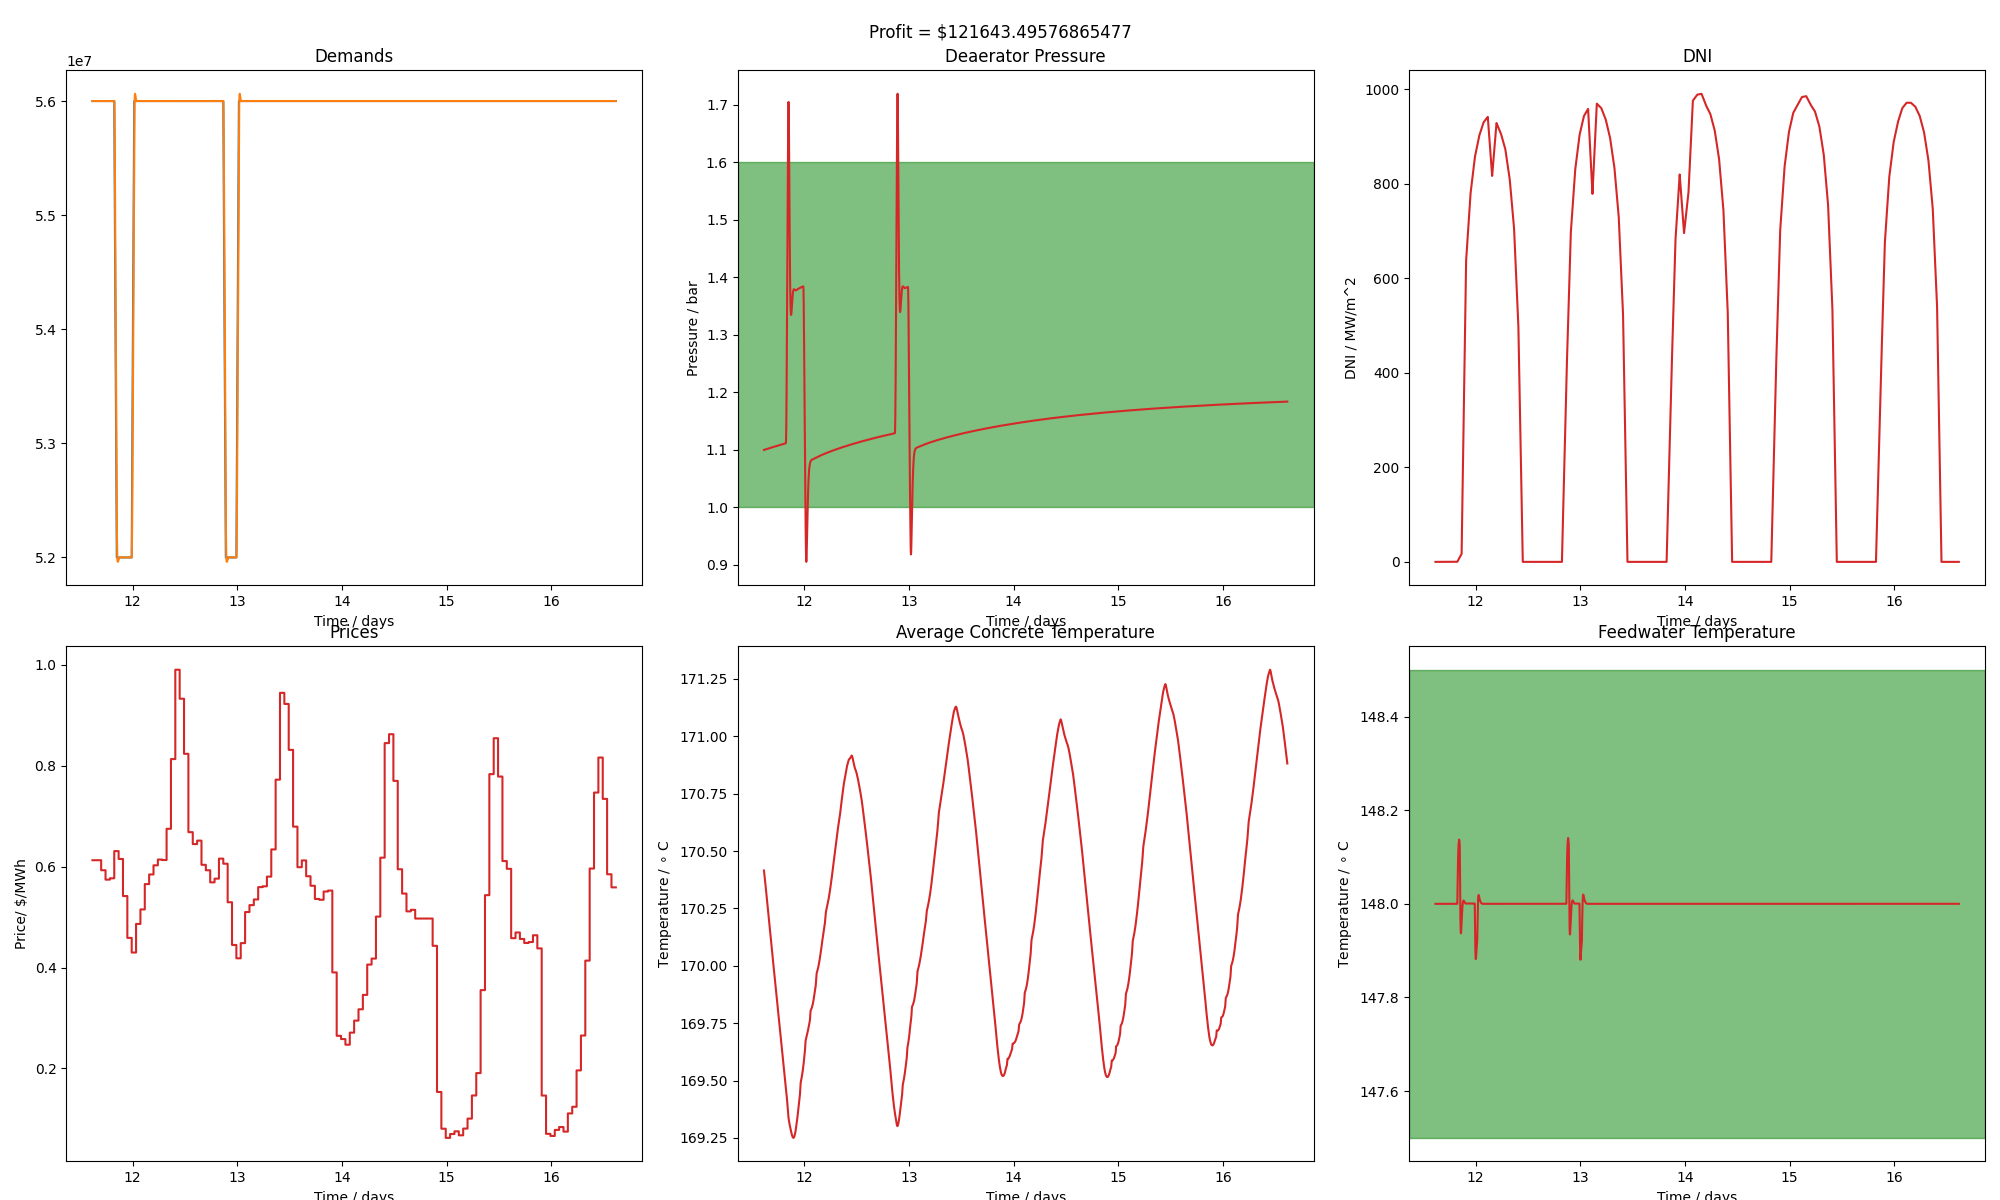 Profit = $121643.49576865477
Demands
1e7
5.6
5.5
5.4
5.3
5.2
12 13 14 15 16
Time / days
Deaerator Pressure
Pressure / bar
1.7
1.6
1.5
1.4
1.3
1.2
1.1
1.0
0.9
12 13 14 15 16
Time / days
DNI
DNI / MW/m^2
1000
800
600
400
200
0
12 13 14 15 16
Time / days
Prices
Price/ $/MWh
1.0
0.8
0.6
0.4
0.2
12 13 14 15 16
Time / days
Average Concrete Temperature
Temperature / ∘ C
171.25
171.00
170.75
170.50
170.25
170.00
169.75
169.50
169.25
12 13 14 15 16
Time / days
Feedwater Temperature
Temperature / ∘ C
148.4
148.2
148.0
147.8
147.6
12 13 14 15 16
Time / days